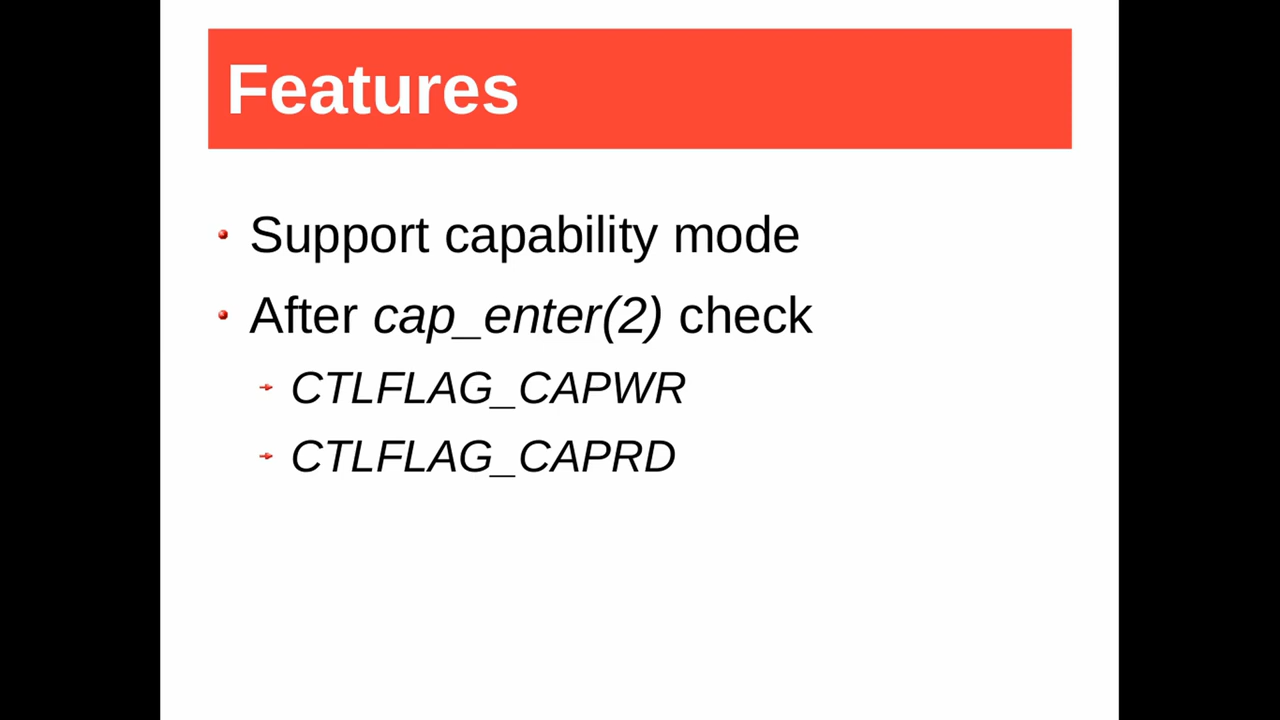 Features
Support capability mode
After cap_enter(2) check
CTLFLAG_CAPWR
CTLFLAG_CAPRD